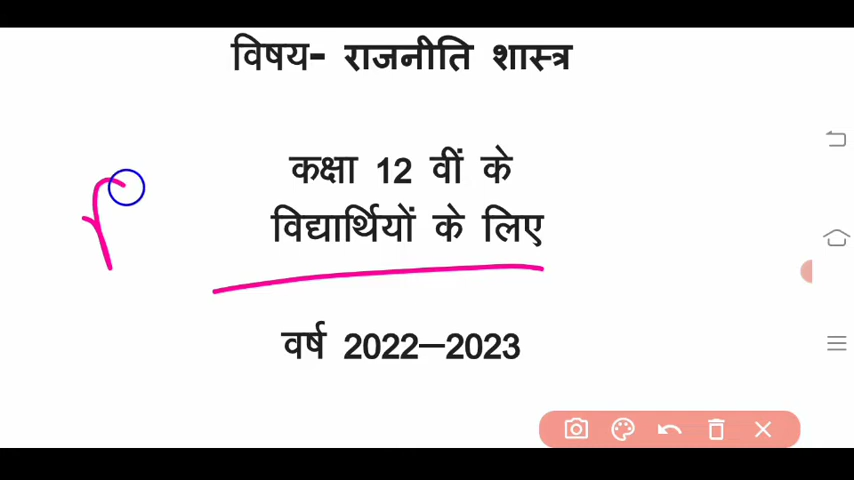 विषय- राजनीति शास्त्र
कक्षा 12 वीं के
विद्यार्थियों के लिए
वर्ष 2022–2023